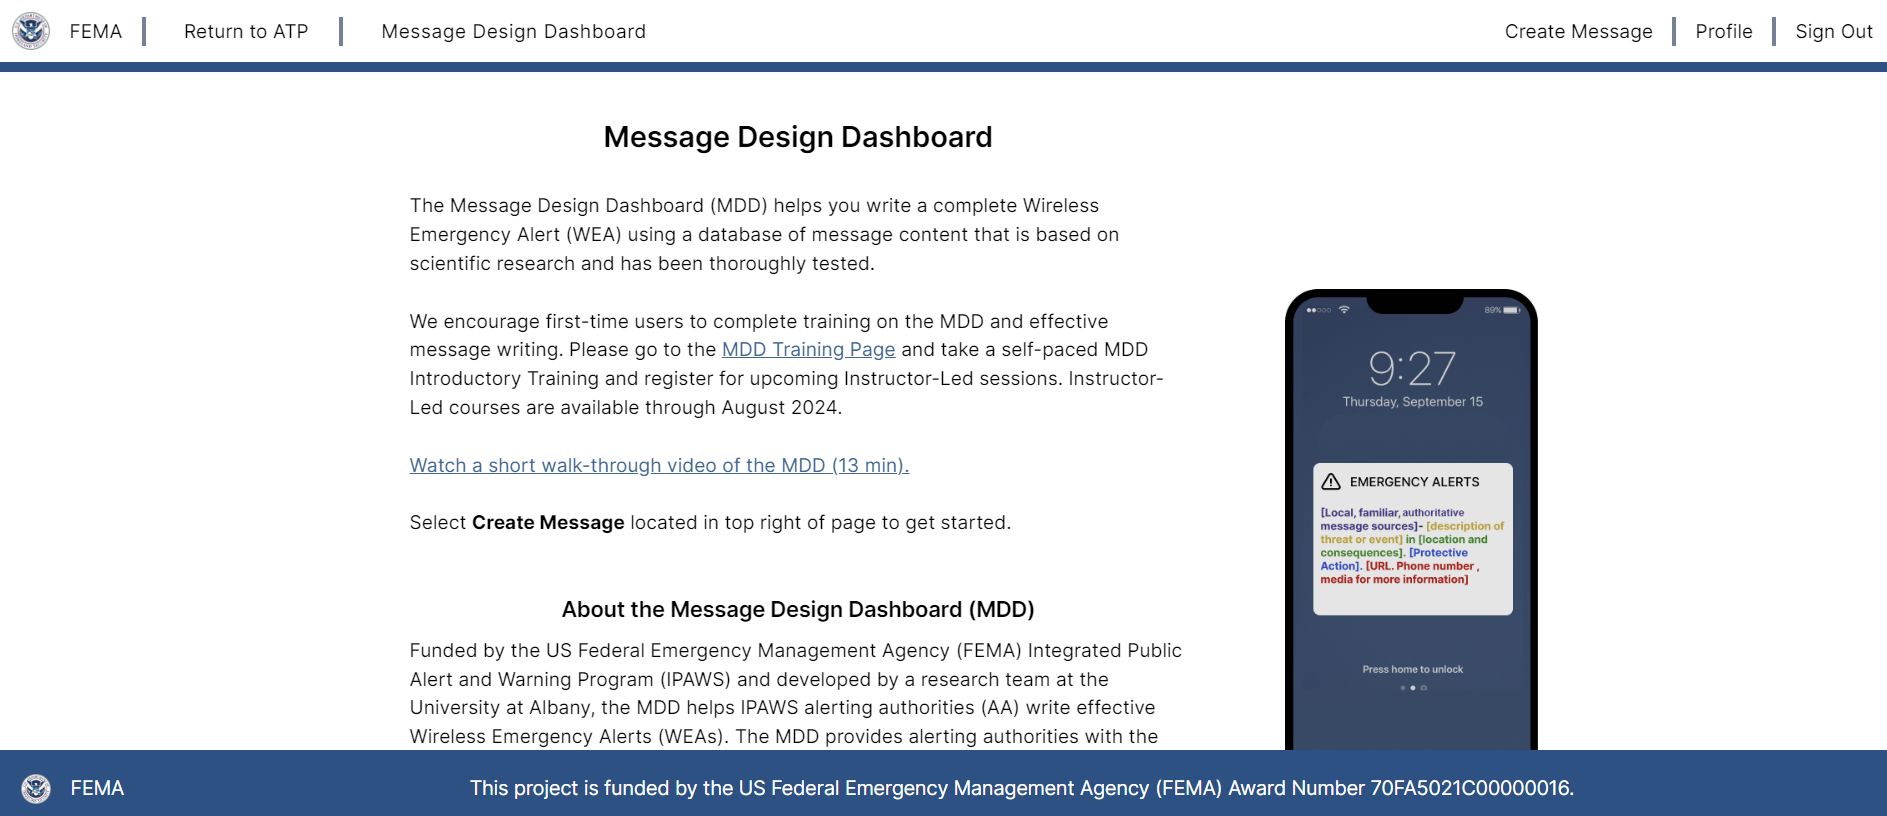 FEMA
Return to ATP
Message Design Dashboard
Create Message
Profile
Sign Out
Message Design Dashboard
The Message Design Dashboard (MDD) helps you write a complete Wireless
Emergency Alert (WEA) using a database of message content that is based on
scientific research and has been thoroughly tested.
We encourage first-time users to complete training on the MDD and effective
message writing. Please go to the MDD Training Page and take a self-paced MDD
Introductory Training and register for upcoming Instructor-Led sessions. Instructor-
Led courses are available through August 2024.
Watch a short walk-through video of the MDD (13 min).
Select Create Message located in top right of page to get started.
About the Message Design Dashboard (MDD)
Funded by the US Federal Emergency Management Agency (FEMA) Integrated Public
Alert and Warning Program (IPAWS) and developed by a research team at the
University at Albany, the MDD helps IPAWS alerting authorities (AA) write effective
Wireless Emergency Alerts (WEAs). The MDD provides alerting authorities with the
89%
9:27
Thursday, September 15
EMERGENCY ALERTS
[Local, familiar, authoritative
message sources]- [description of
threat or event] in [location and
consequences]. [Protective
Action]. [URL. Phone number ,
media for more information]
Press home to unlock
FEMA
This project is funded by the US Federal Emergency Management Agency (FEMA) Award Number 70FA5021C00000016.